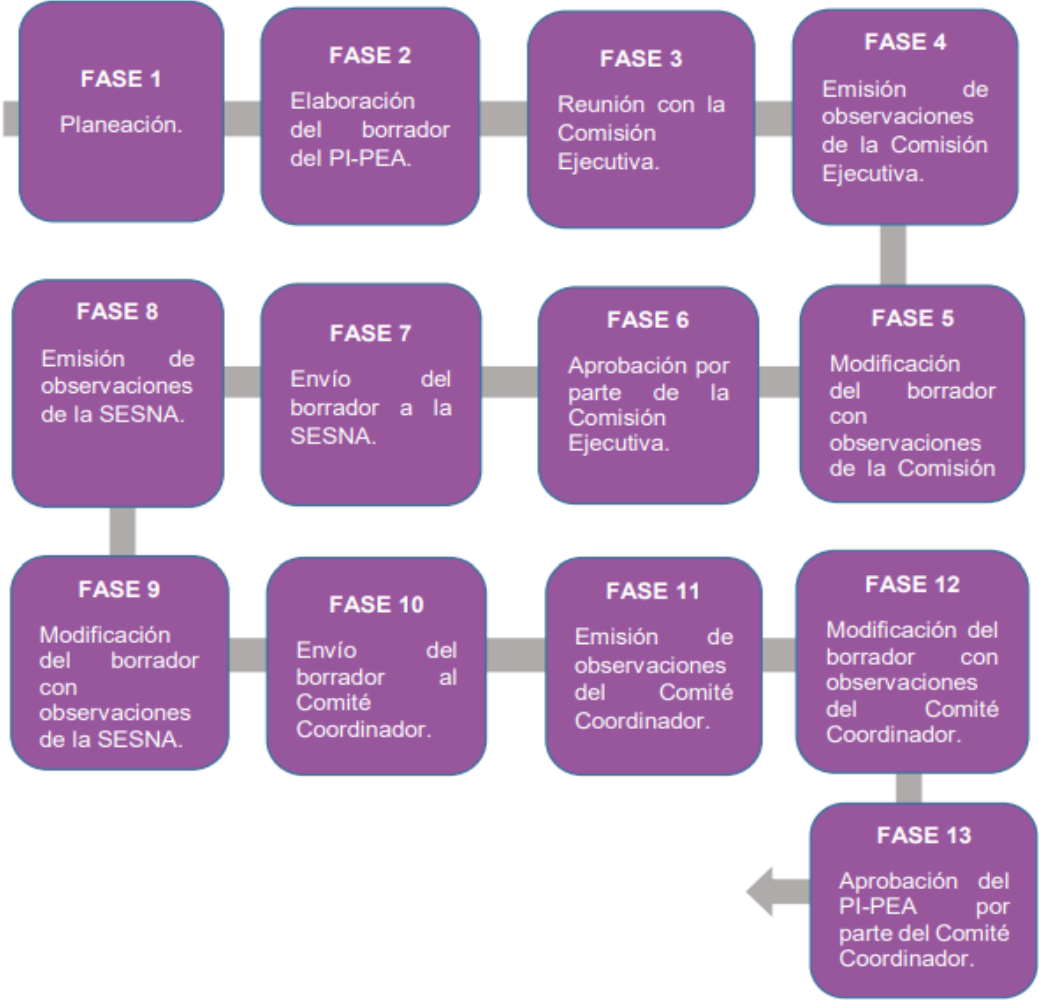 FASE 1
Planeación.
FASE 2
Elaboración
del borrador
del PI-PEA.
FASE 3
Reunión con la
Comisión
Ejecutiva.
FASE 4
Emisión de
observaciones
de la Comisión
Ejecutiva.
FASE 5
Modificación
del borrador
con
observaciones
de la Comisión
FASE 6
Aprobación por
parte de la
Comisión
Ejecutiva.
FASE 7
Envío del
borrador a la
SESNA.
FASE 8
Emisión de
observaciones
de la SESNA.
FASE 9
Modificación
del borrador
con
observaciones
de la SESNA.
FASE 10
Envío del
borrador al
Comité
Coordinador.
FASE 11
Emisión de
observaciones
del Comité
Coordinador.
FASE 12
Modificación del
borrador con
observaciones
del Comité
Coordinador.
FASE 13
Aprobación del
PI-PEA por
parte del Comité
Coordinador.